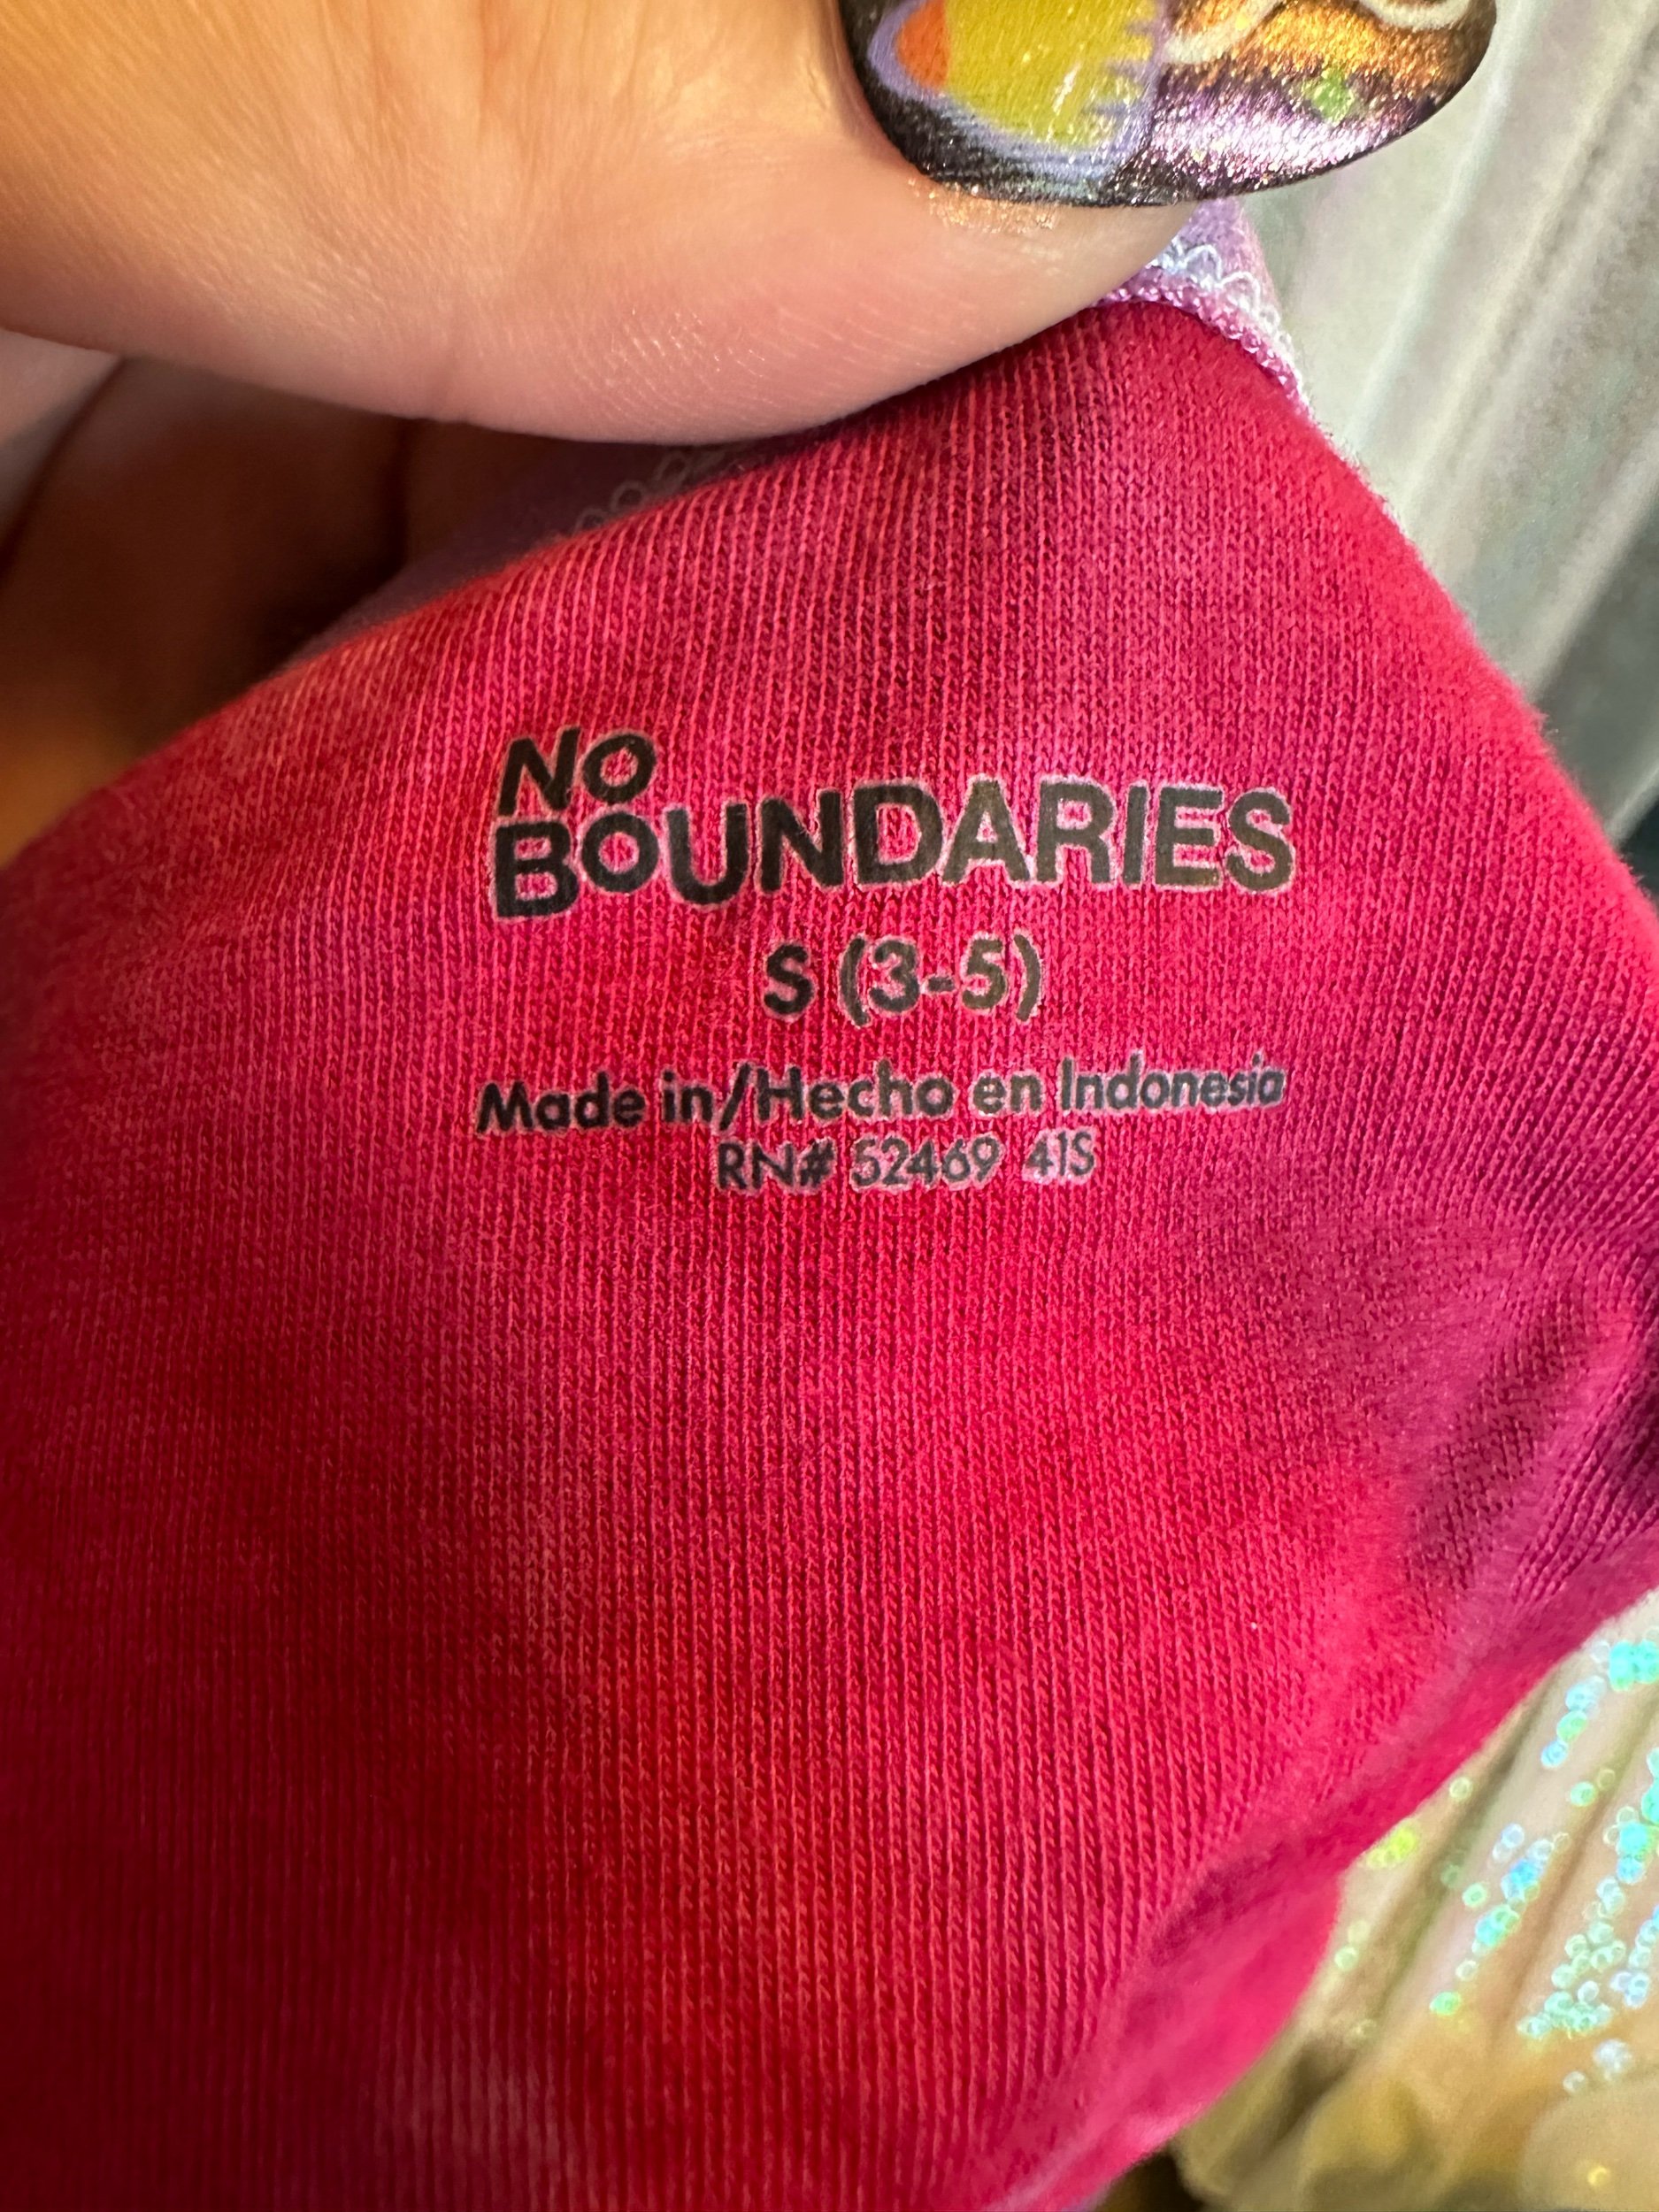 NO
BOUNDARIES
S (3-5)
Made in/Hecho en Indonesia
RN# 52469 41S